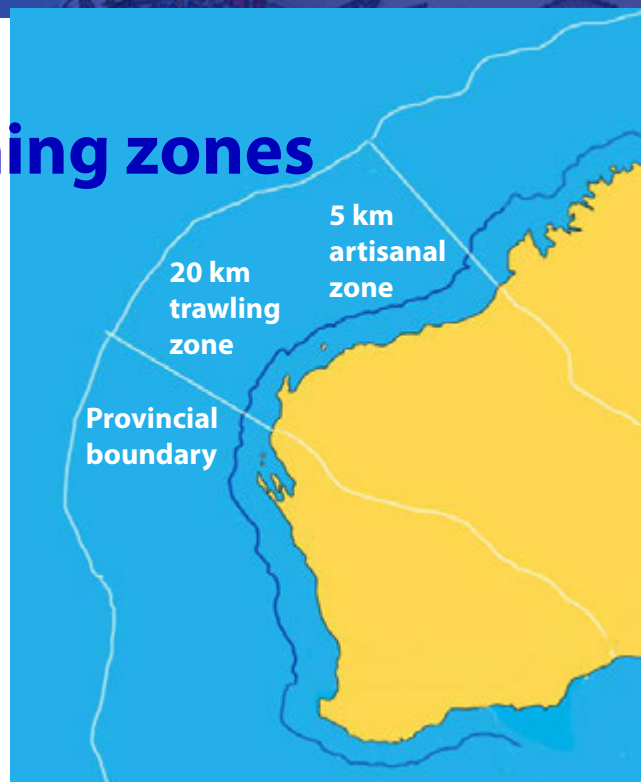 ing zones
5 km
artisanal
zone
20 km
trawling
zone
Provincial
boundary